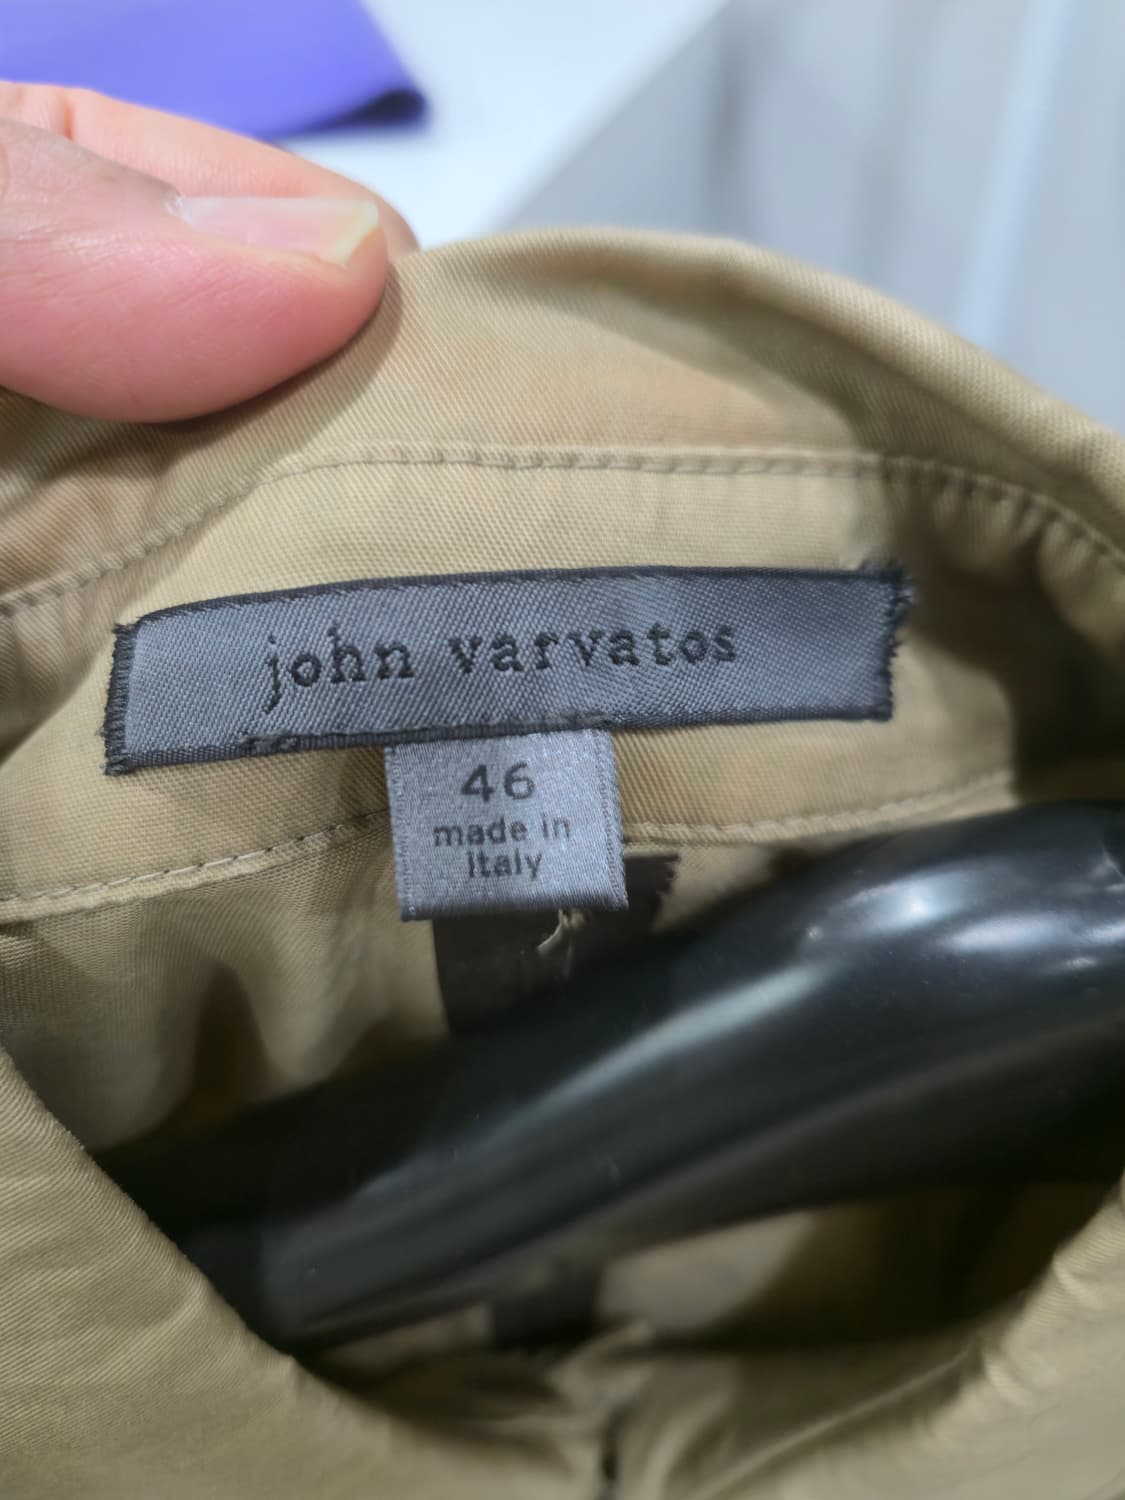 john varvatos
46
made in
Italy